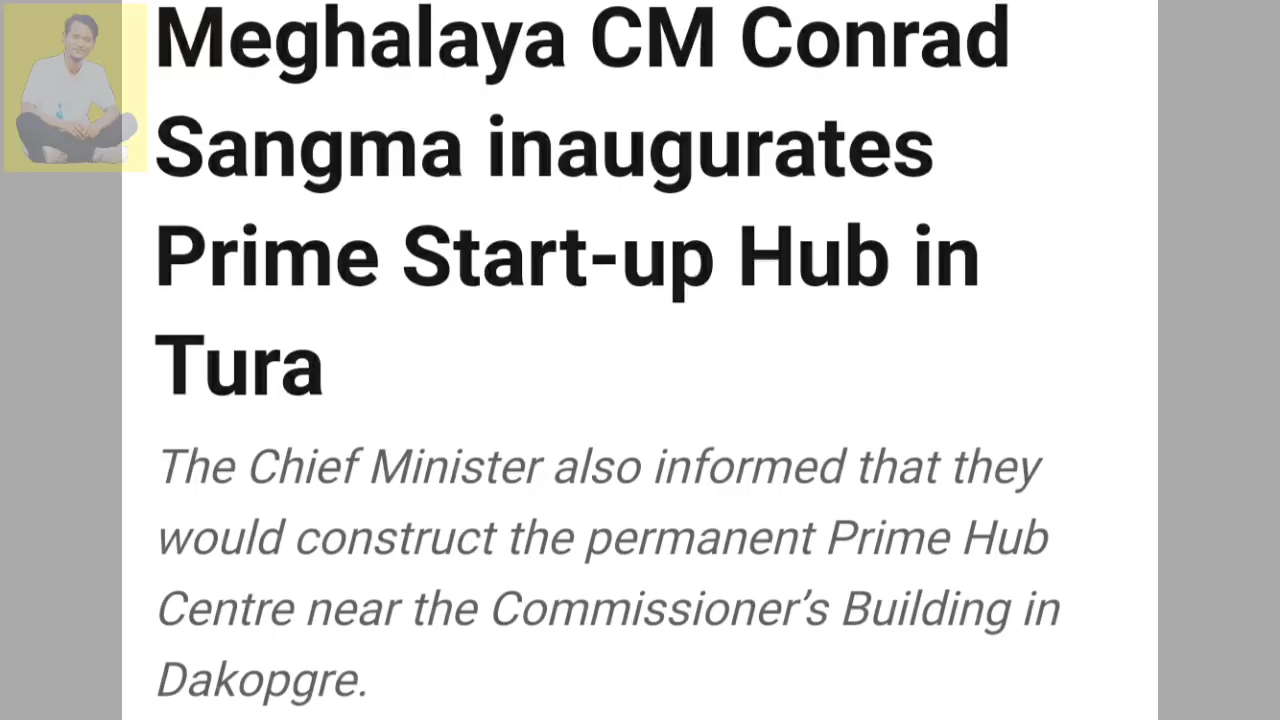 Meghalaya CM Conrad
Sangma inaugurates
Prime Start-up Hub in
Tura
The Chief Minister also informed that they
would construct the permanent Prime Hub
Centre near the Commissioner’s Building in
Dakopgre.